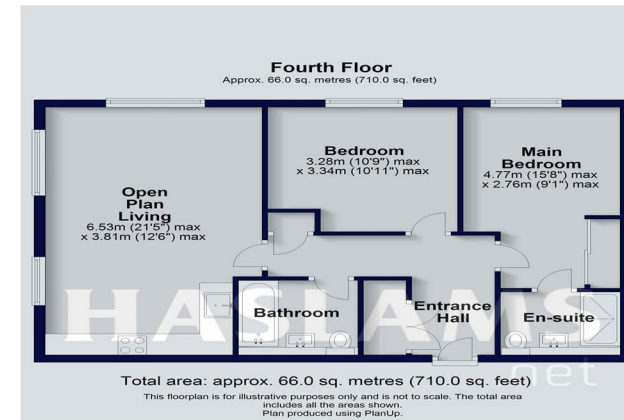 Fourth Floor
Approx. 66.0 sq. metres (710.0 sq. feet)
Bedroom
3.28m (10'9") max
x 3.34m (10'11") max
Main
Bedroom
4.77m (15'8") max
x 2.76m (9'1") max
Open
Plan
Living
6.53m (21'5") max
x 3.81m (12'6") max
HASLAMS
Bathroom
Entrance
Hall
En-suite
net
Total area: approx. 66.0 sq. metres (710.0 sq. feet)
This floorplan is for illustrative purposes only and is not to scale. The total area
includes all the areas shown.
Plan produced using PlanUp.